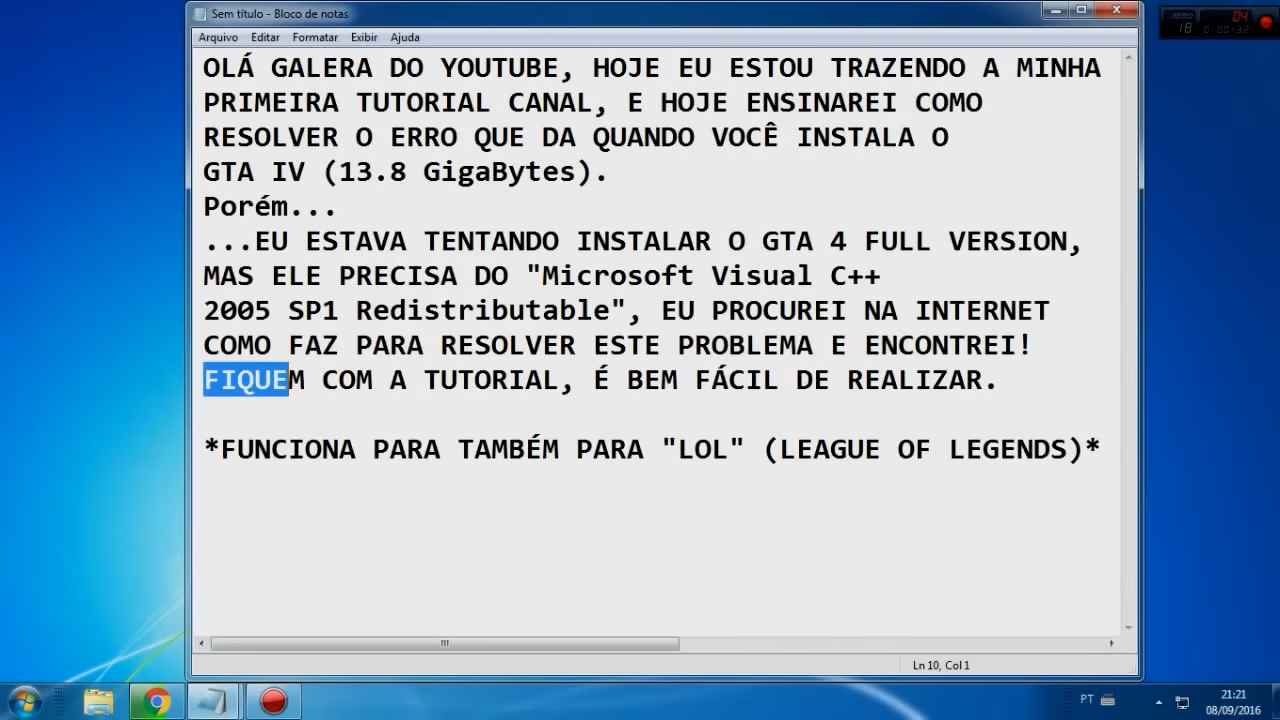 Sem título - Bloco de notas
Arquivo Editar Formatar Exibir Ajuda
OLÁ GALERA DO YOUTUBE, HOJE EU ESTOU TRAZENDO A MINHA
PRIMEIRA TUTORIAL CANAL, E HOJE ENSINAREI COMO
RESOLVER O ERRO QUE DA QUANDO VOCÊ INSTALA O
GTA IV (13.8 GigaBytes).
Porém...
...EU ESTAVA TENTANDO INSTALAR O GTA 4 FULL VERSION,
MAS ELE PRECISA DO "Microsoft Visual C++
2005 SP1 Redistributable", EU PROCUREI NA INTERNET
COMO FAZ PARA RESOLVER ESTE PROBLEMA E ENCONTREI!
FIQUEM COM A TUTORIAL, É BEM FÁCIL DE REALIZAR.
*FUNCIONA PARA TAMBÉM PARA "LOL" (LEAGUE OF LEGENDS)*
Ln 10, Col 1
PT
21:21
08/09/2016
18
0:00:32